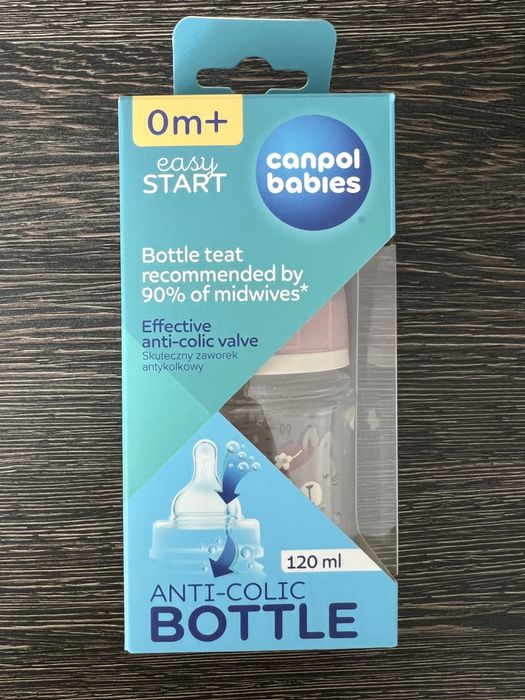 0m+
easy
START
canpol
babies
®
Bottle teat
recommended by
90% of midwives*
Effective
anti-colic valve
Skuteczny zaworek
antykolkowy
120 ml
ANTI-COLIC
BOTTLE